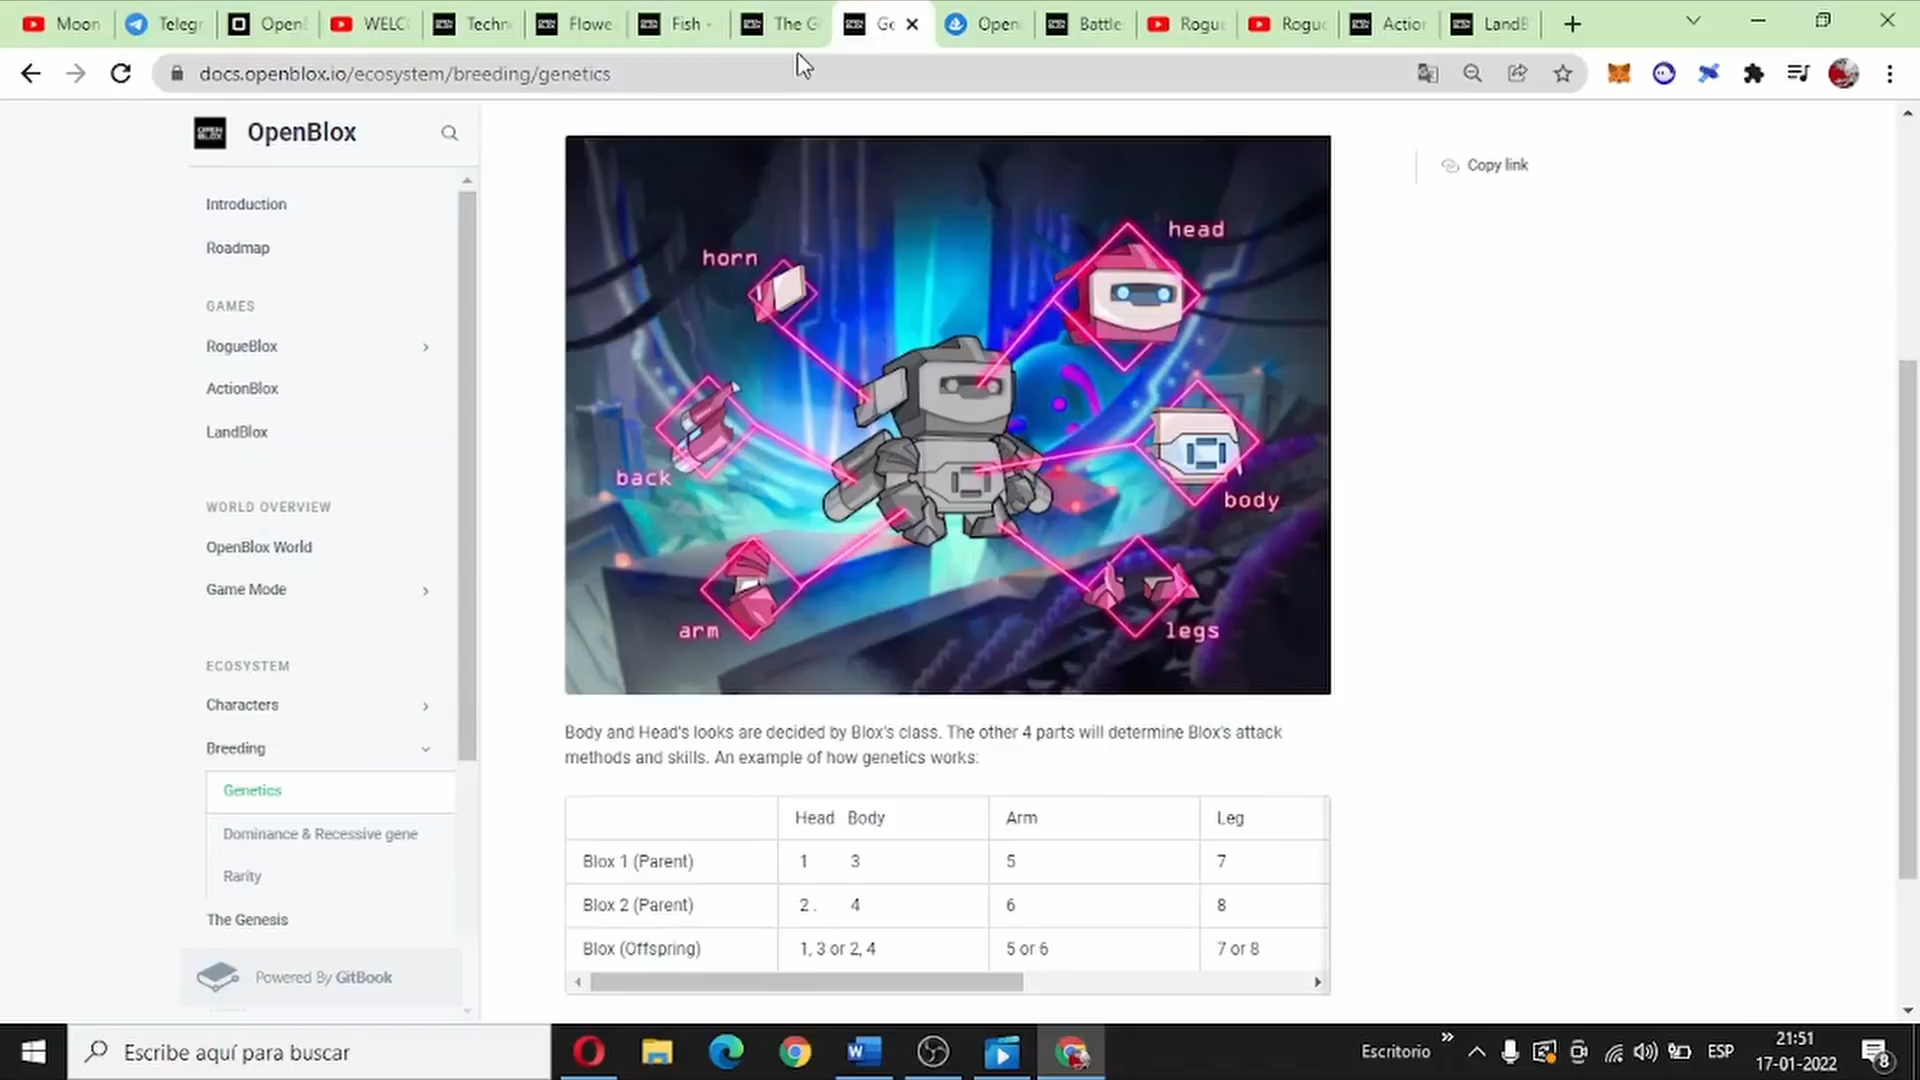 Moon
Telegr
OpenB
WELC
Techn
Flowe
Fish -
The G
Ge
Open
Battle
Rogue
Rogue
Action
LandB
docs.openblox.io/ecosystem/breeding/genetics
OpenBlox
Copy link
Introduction
Roadmap
GAMES
RogueBlox
ActionBlox
LandBlox
WORLD OVERVIEW
OpenBlox World
Game Mode
ECOSYSTEM
Characters
Breeding
Genetics
Dominance & Recessive gene
Rarity
The Genesis
Powered By GitBook
horn
head
back
body
arm
legs
Body and Head's looks are decided by Blox's class. The other 4 parts will determine Blox's attack
methods and skills. An example of how genetics works:
Head Body Arm Leg
Blox 1 (Parent) 1 3 5 7
Blox 2 (Parent) 2 . 4 6 8
Blox (Offspring) 1, 3 or 2, 4 5 or 6 7 or 8
Escribe aquí para buscar
Escritorio
ESP
21:51
17-01-2022
8